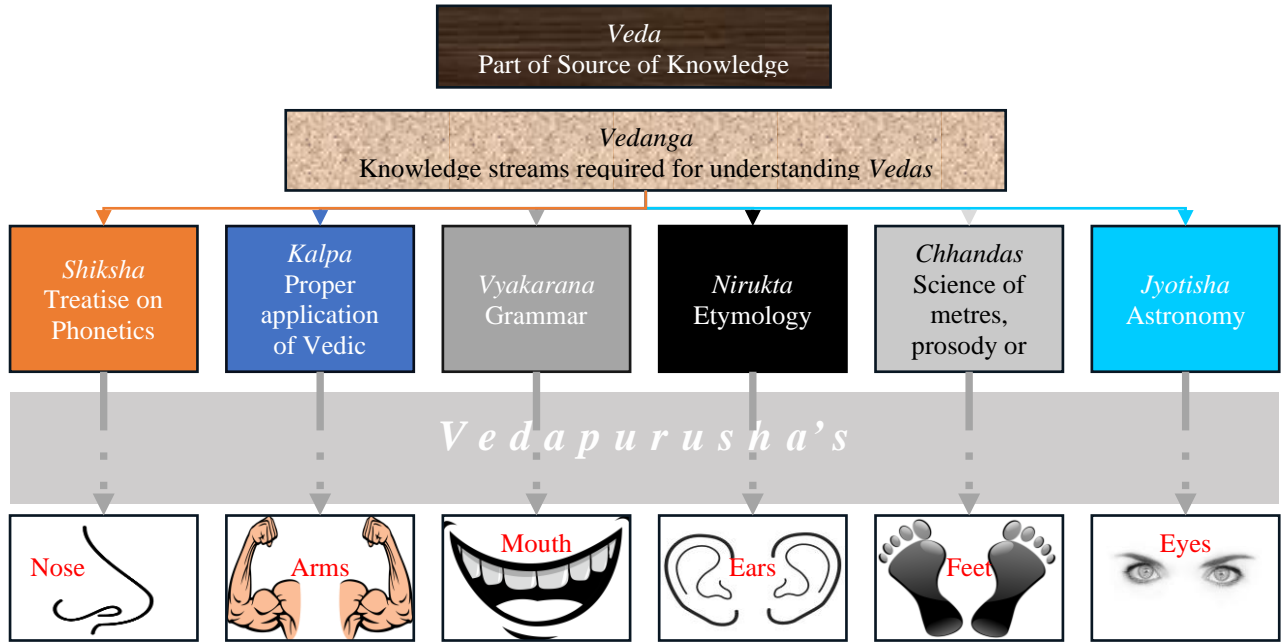 Veda
Part of Source of Knowledge
Vedanga
Knowledge streams required for understanding Vedas
Shiksha
Treatise on
Phonetics
Kalpa
Proper
application
of Vedic
Vyakarana
Grammar
Nirukta
Etymology
Chhandas
Science of
metres,
prosody or
Jyotisha
Astronomy
Vedapurusha’s
Nose
Arms
Mouth
Ears
Feet
Eyes